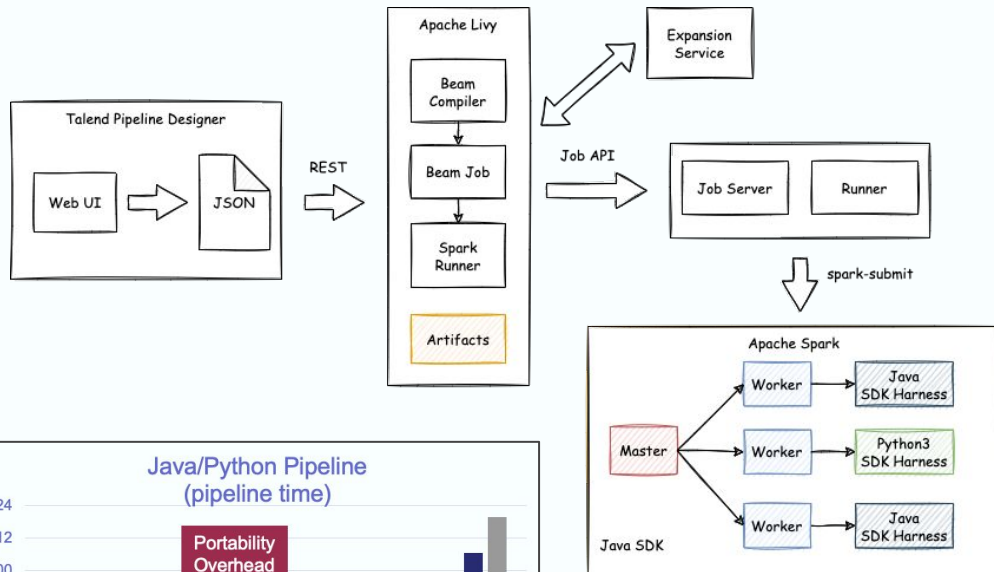 Apache Livy
Expansion
Service
Beam
Compiler
Talend Pipeline Designer
REST
Job API
Web UI
JSON
Beam Job
Job Server
Runner
Spark
Runner
spark-submit
Artifacts
Apache Spark
Worker
Java
SDK Harness
Master
Worker
Python3
SDK Harness
Worker
Java
SDK Harness
Java SDK
Java/Python Pipeline
(pipeline time)
24
12
00
Portability
Overhead